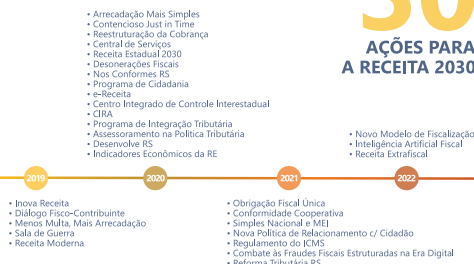 • Arrecadação Mais Simples
• Contencioso Just in Time
• Reestruturação da Cobrança
• Central de Serviços
• Receita Estadual 2030
• Desonerações Fiscais
• Nos Conformes RS
• Programa de Cidadania
• e-Receita
• Centro Integrado de Controle Interestadual
• CIRA
• Programa de Integração Tributária
• Assessoramento na Política Tributária
• Desenvolve RS
• Indicadores Econômicos da RE
30
AÇÕES PARA
A RECEITA 2030
• Novo Modelo de Fiscalização
• Inteligência Artificial Fiscal
• Receita Extrafiscal
2019
2020
2021
2022
• Inova Receita
• Diálogo Fisco-Contribuinte
• Menos Multa, Mais Arrecadação
• Sala de Guerra
• Receita Moderna
• Obrigação Fiscal Única
• Conformidade Cooperativa
• Simples Nacional e MEI
• Nova Política de Relacionamento c/ Cidadão
• Regulamento do ICMS
• Combate às Fraudes Fiscais Estruturadas na Era Digital
• Reforma Tributária RS